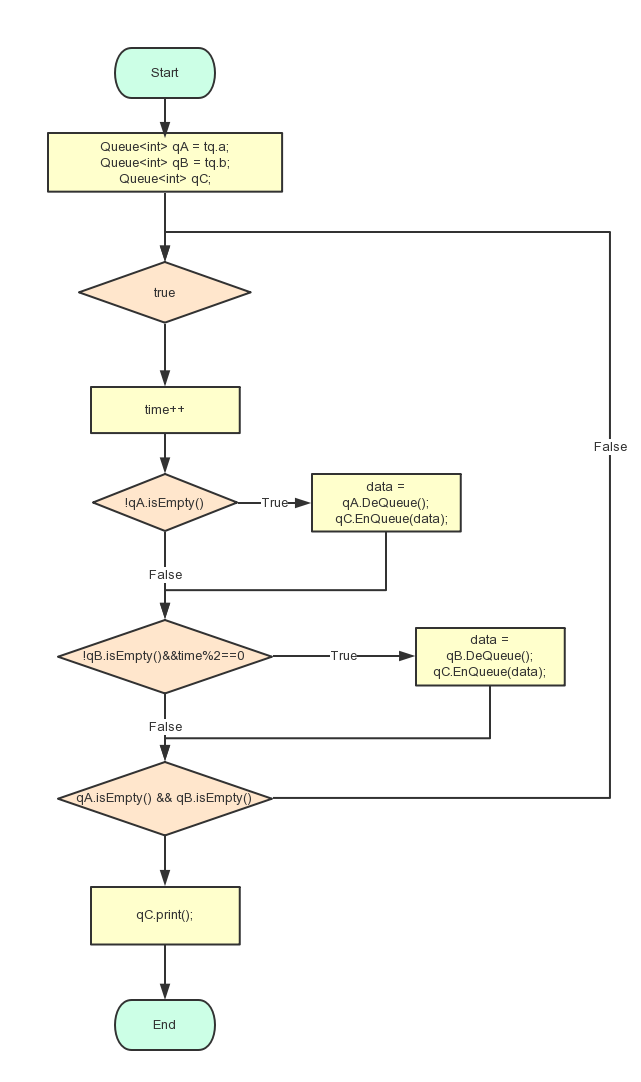 Start
Queue<int> qA = tq.a;
Queue<int> qB = tq.b;
Queue<int> qC;
true
time++
!qA.isEmpty()
True
data =
qA.DeQueue();
qC.EnQueue(data);
False
!qB.isEmpty()&&time%2==0
True
data =
qB.DeQueue();
qC.EnQueue(data);
False
qA.isEmpty() && qB.isEmpty()
False
qC.print();
End